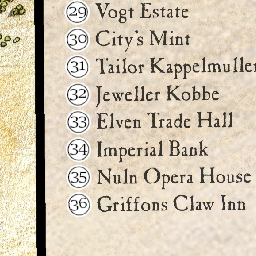 29 Vogt Estate
30 City's Mint
31 Tailor Kappelmuller
32 Jeweller Kobbe
33 Elven Trade Hall
34 Imperial Bank
35 Nuln Opera House
36 Griffons Claw Inn